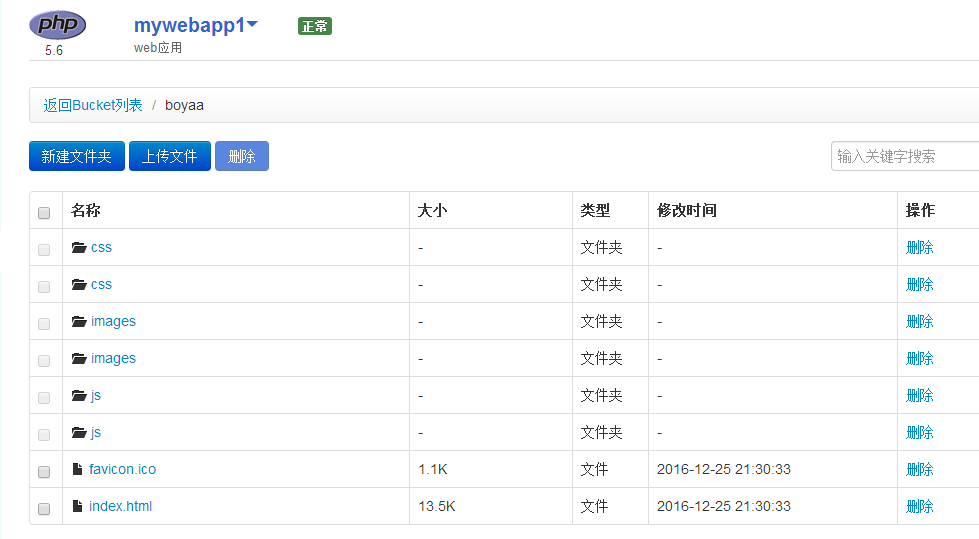 php mywebapp1 正常
5.6 web应用
返回Bucket列表 / boyaa
新建文件夹 上传文件 删除 输入关键字搜索
名称 大小 类型 修改时间 操作
css - 文件夹 - 删除
css - 文件夹 - 删除
images - 文件夹 - 删除
images - 文件夹 - 删除
js - 文件夹 - 删除
js - 文件夹 - 删除
favicon.ico 1.1K 文件 2016-12-25 21:30:33 删除
index.html 13.5K 文件 2016-12-25 21:30:33 删除